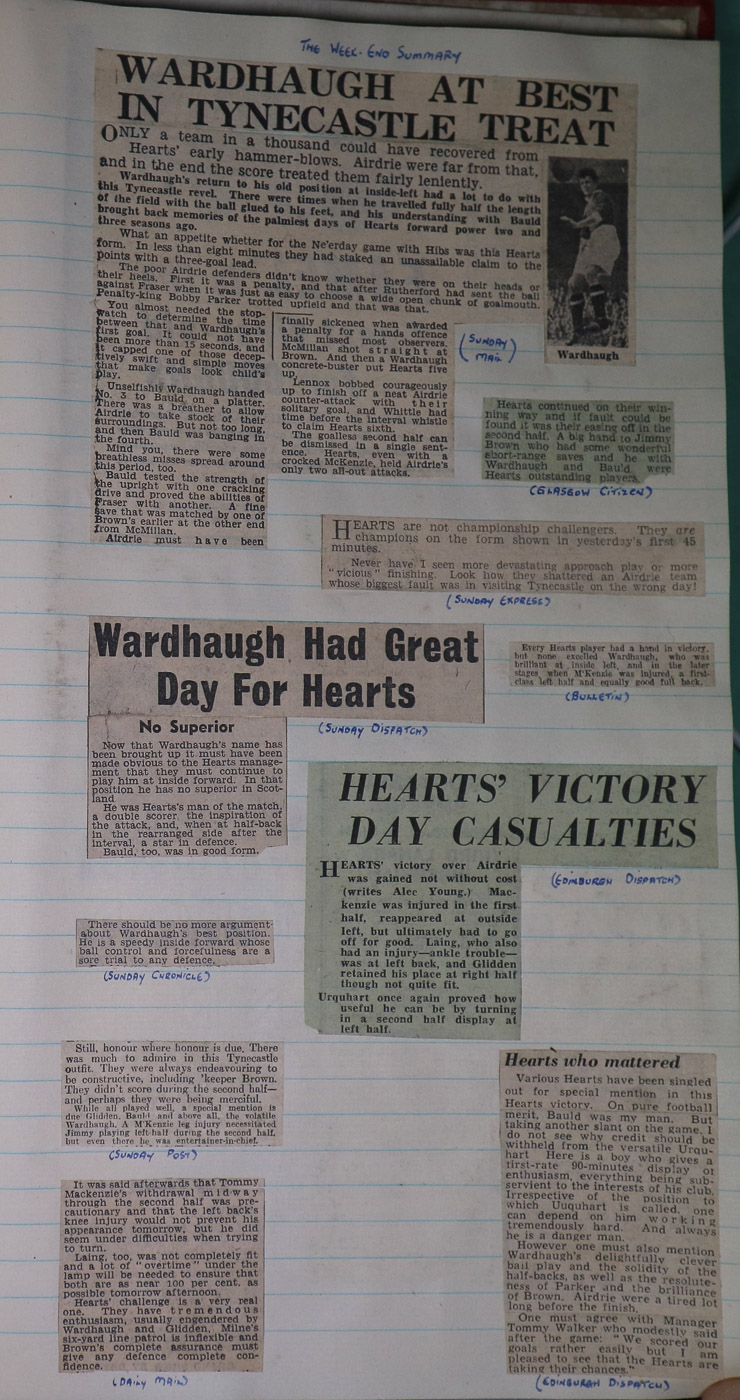 THE WEEK-END SUMMARY
WARDHAUGH AT BEST
IN TYNECASTLE TREAT
ONLY a team in a thousand could have recovered from
Hearts' early hammer-blows. Airdrie were far from that,
and in the end the score treated them fairly leniently.
Wardhaugh's return to his old position at inside-left had a lot to do with
this Tynecastle revel. There were times when he travelled fully half the length
of the field with the ball glued to his feet, and his understanding with Bauld
brought back memories of the palmiest days of Hearts forward power two and
three seasons ago.
What an appetite whetter for the Ne'erday game with Hibs was this Hearts
form. In less than eight minutes they had staked an unassailable claim to the
points with a three-goal lead.
The poor Airdrie defenders didn't know whether they were on their heads or
their heels. First it was a penalty, and that after Rutherford had sent the ball
against Fraser when it was just as easy to choose a wide open chunk of goalmouth.
Penalty-king Bobby Parker trotted upfield and that was that.
You almost needed the stop-
watch to determine the time
between that and Wardhaugh's
first goal. It could not have
been more than 15 seconds, and
it capped one of those decep-
tively swift and simple moves
that make goals look child's
play.
Unselfishly Wardhaugh handed
No. 3 to Bauld, on a platter.
There was a breather to allow
Airdrie to take stock of their
surroundings. But not too long,
and then Bauld was banging in
the fourth.
Mind you, there were some
breathless misses spread around
this period, too.
Bauld tested the strength of
the upright with one cracking
drive and proved the abilities of
Fraser with another. A fine
save that was matched by one of
Brown's earlier at the other end
from McMillan.
Airdrie must have been
finally sickened when awarded
a penalty for a hands offence
that missed most observers.
McMillan shot straight at
Brown. And then a Wardhaugh
concrete-buster put Hearts five
up.
Lennox bobbed courageously
up to finish off a neat Airdrie
counter-attack with their
solitary goal, and Whittle had
time before the interval whistle
to claim Hearts sixth.
The goalless second half can
be dismissed in a single sent-
ence. Hearts, even with a
crocked McKenzie, held Airdrie's
only two all-out attacks.
(SUNDAY
MAIL)
Wardhaugh
Hearts continued on their win-
ning way and if fault could be
found it was their easing off in the
second half. A big hand to Jimmy
Brown who had some wonderful
short-range saves and he with
Wardhaugh and Bauld were
Hearts outstanding players.
(GLASGOW CITIZEN)
HEARTS are not championship challengers. They are
champions on the form shown in yesterday's first 45
minutes.
Never have I seen more devastating approach play or more
"vicious" finishing. Look how they shattered an Airdrie team
whose biggest fault was in visiting Tynecastle on the wrong day!
(SUNDAY EXPRESS)
Wardhaugh Had Great
Day For Hearts
(SUNDAY DISPATCH)
No Superior
Now that Wardhaugh's name has
been brought up it must have been
made obvious to the Hearts manage-
ment that they must continue to
play him at inside forward. In that
position he has no superior in Scot-
land.
He was Hearts's man of the match,
a double scorer, the inspiration of
the attack, and, when at half-back
in the rearranged side after the
interval, a star in defence.
Bauld, too, was in good form.
Every Hearts player had a hand in victory,
but none excelled Wardhaugh, who was
brilliant at inside left, and in the later
stages when M'Kenzie was injured, a first-
class left half and equally good full back.
(BULLETIN)
HEARTS' VICTORY
DAY CASUALTIES
(EDINBURGH DISPATCH)
HEARTS' victory over Airdrie
was gained not without cost
(writes Alec Young.) Mac-
kenzie was injured in the first
half, reappeared at outside
left, but ultimately had to go
off for good. Laing, who also
had an injury—ankle trouble—
was at left back, and Glidden
retained his place at right half
though not quite fit.
Urquhart once again proved how
useful he can be by turning
in a second half display at
left half.
There should be no more argument
about Wardhaugh's best position.
He is a speedy inside forward whose
ball control and forcefulness are a
sore trial to any defence.
(SUNDAY CHRONICLE)
Still, honour where honour is due. There
was much to admire in this Tynecastle
outfit. They were always endeavouring to
be constructive, including 'keeper Brown.
They didn't score during the second half—
and perhaps they were being merciful.
While all played well, a special mention is
due Glidden, Bauld and above all, the volatile
Wardhaugh. A M'Kenzie leg injury necessitated
Jimmy playing left-half during the second half,
but even there he was entertainer-in-chief.
(SUNDAY POST)
It was said afterwards that Tommy
Mackenzie's withdrawal midway
through the second half was pre-
cautionary and that the left back's
knee injury would not prevent his
appearance tomorrow, but he did
seem under difficulties when trying
to turn.
Laing, too, was not completely fit
and a lot of "overtime" under the
lamp will be needed to ensure that
both are as near 100 per cent. as
possible tomorrow afternoon.
Hearts' challenge is a very real
one. They have tremendous
enthusiasm, usually engendered by
Wardhaugh and Glidden, Milne's
six-yard line patrol is inflexible and
Brown's complete assurance must
give any defence complete con-
fidence.
(DAILY MAIL)
Hearts who mattered
Various Hearts have been singled
out for special mention in this
Hearts victory. On pure football
merit, Bauld was my man. But
taking another slant on the game, I
do not see why credit should be
withheld from the versatile Urqu-
hart Here is a boy who gives a
first-rate 90-minutes display of
enthusiasm, everything being sub-
servient to the interests of his club.
Irrespective of the position to
which Uuquhart is called, one
can depend on him working
tremendously hard. And always
he is a danger man.
However one must also mention
Wardhaugh's delightfully clever
ball play and the solidity of the
half-backs, as well as the resolute-
ness of Parker and the brilliance
of Brown. Airdrie were a tired lot
long before the finish.
One must agree with Manager
Tommy Walker who modestly said
after the game: "We scored our
goals rather easily but I am
pleased to see that the Hearts are
taking their chances."
(EDINBURGH DISPATCH)